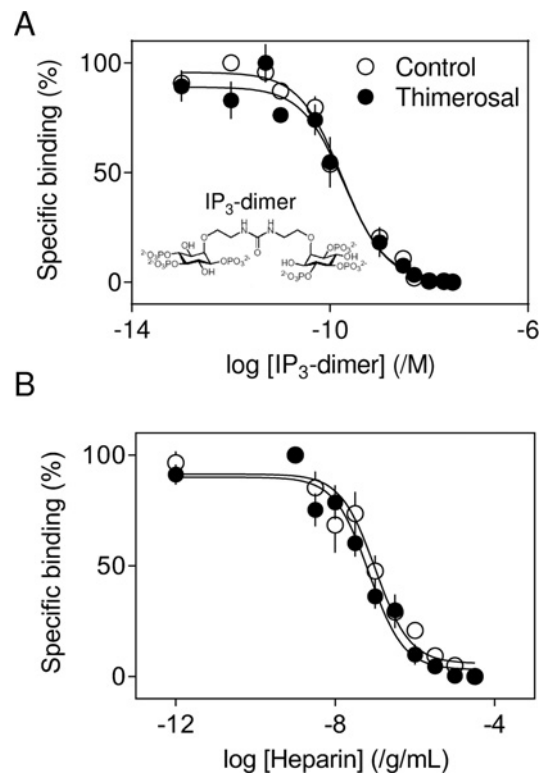 A
Specific binding (%)
100
50
0
Control
Thimerosal
IP₃-dimer
-14
-10
-6
log [IP₃-dimer] (/M)
B
Specific binding (%)
100
50
0
-12
-8
-4
log [Heparin] (/g/mL)